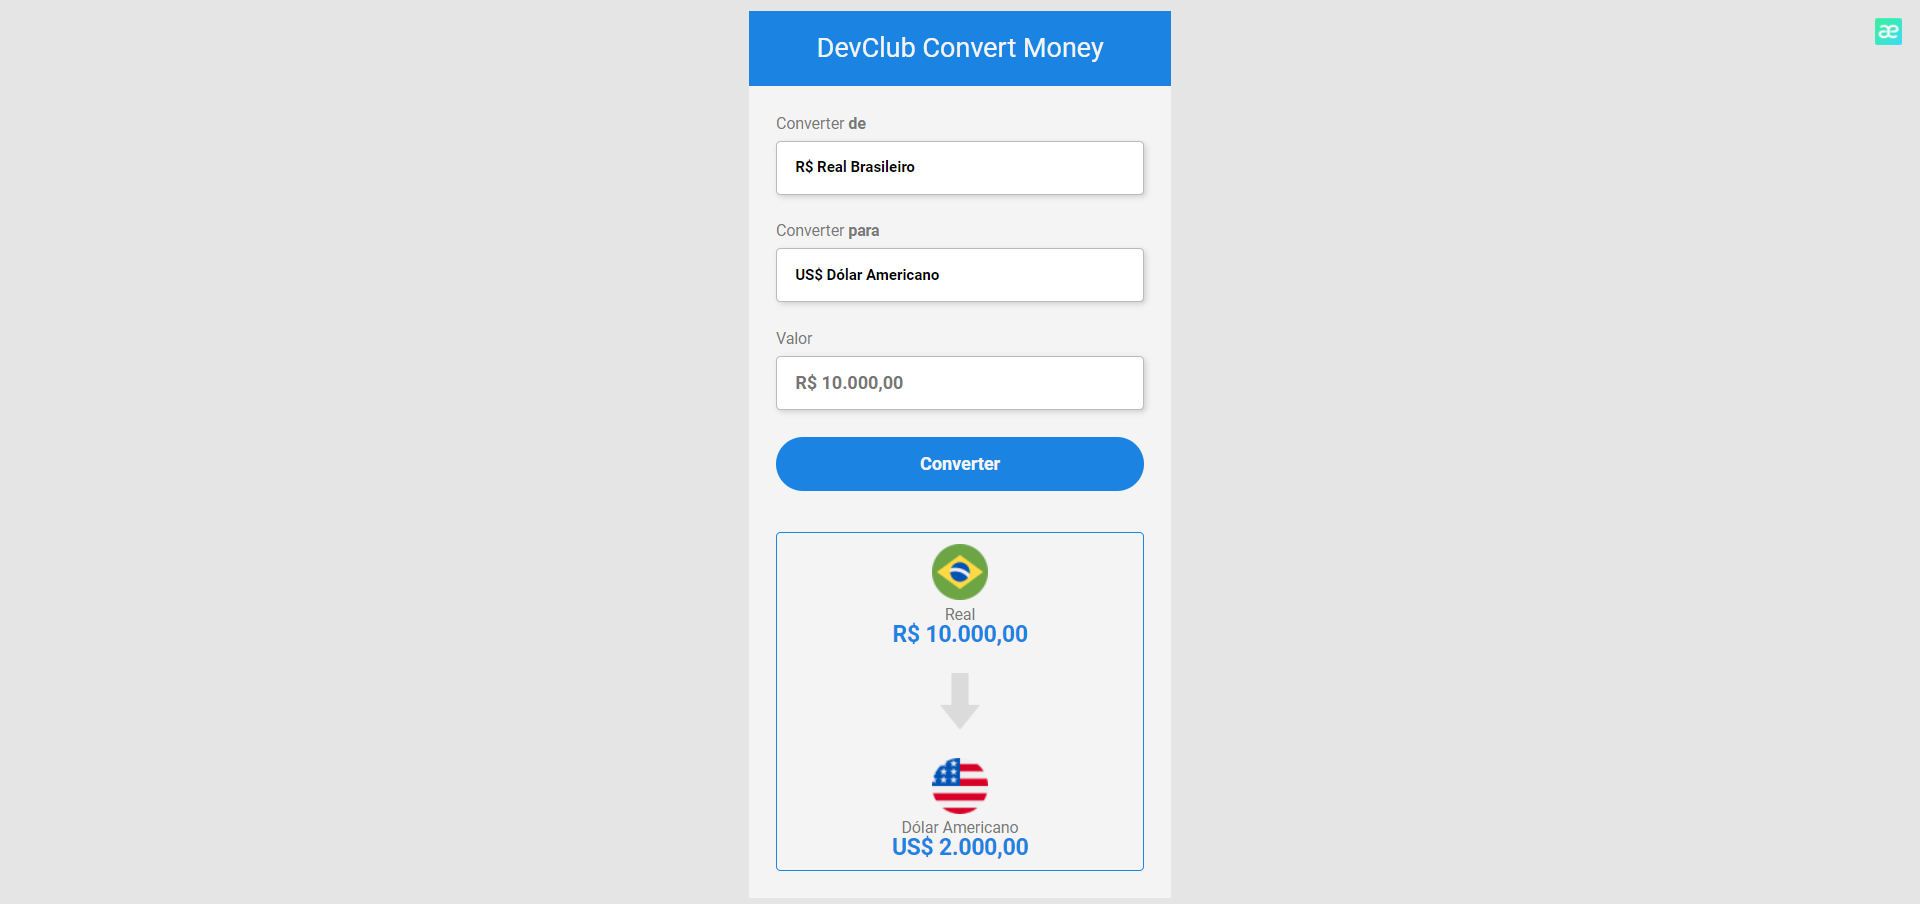 DevClub Convert Money
æ
Converter de
R$ Real Brasileiro
Converter para
US$ Dólar Americano
Valor
R$ 10.000,00
Converter
Real
R$ 10.000,00
Dólar Americano
US$ 2.000,00